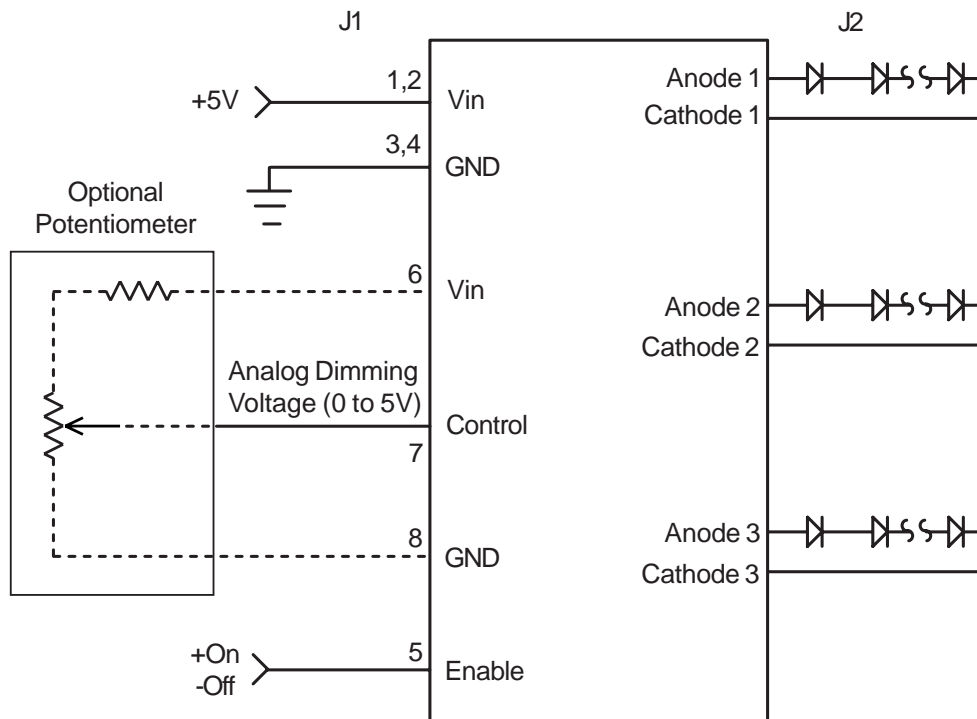 J1
J2
+5V
1,2
Vin
3,4
GND
Optional
Potentiometer
6
Vin
Analog Dimming
Voltage (0 to 5V)
Control
7
8
GND
+On
-Off
5
Enable
Anode 1
Cathode 1
Anode 2
Cathode 2
Anode 3
Cathode 3